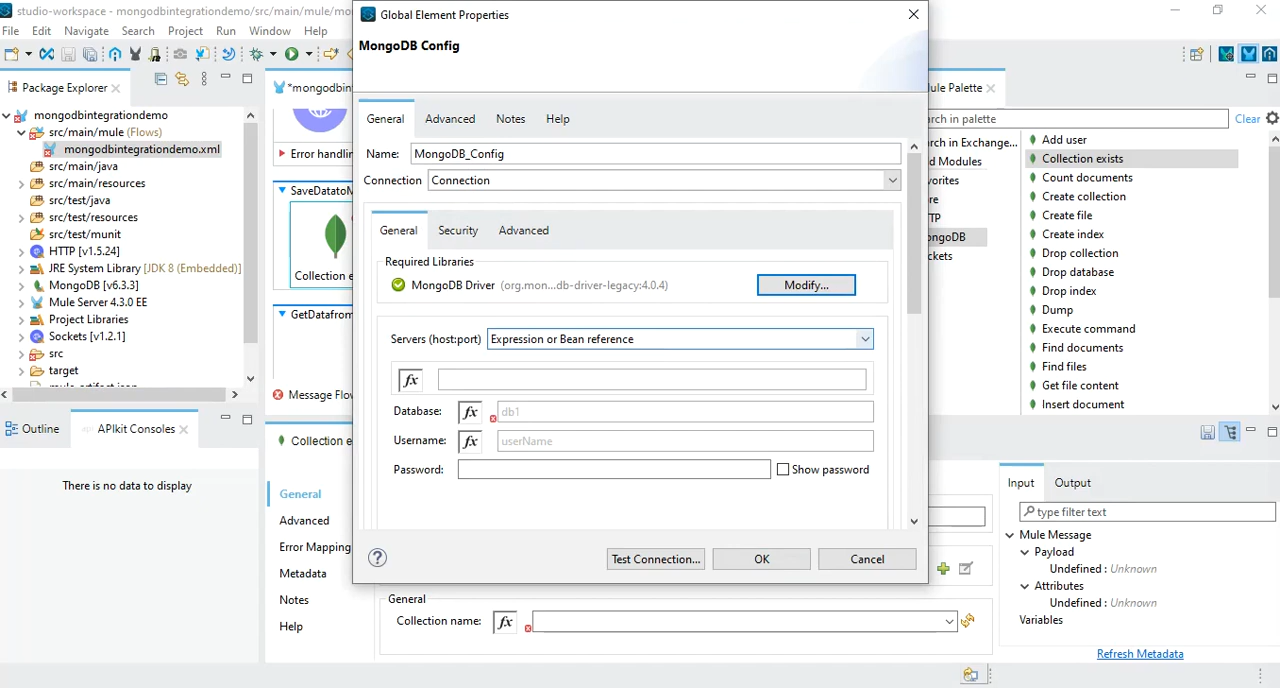 studio-workspace - mongodbintegrationdemo/src/main/mule/mo
File Edit Navigate Search Project Run Window Help
Package Explorer
mongodbintegrationdemo
src/main/mule (Flows)
mongodbintegrationdemo.xml
src/main/java
src/main/resources
src/test/java
src/test/resources
src/test/munit
HTTP [v1.5.24]
JRE System Library [JDK 8 (Embedded)]
MongoDB [v6.3.3]
Mule Server 4.3.0 EE
Project Libraries
Sockets [v1.2.1]
src
target
Outline
APIkit Consoles
There is no data to display
*mongodbin
Error handlin
SaveDatatoM
Collection e
GetDatafrom
Message Flow
Collection e
General
Advanced
Error Mapping
Metadata
Notes
Help
Global Element Properties
MongoDB Config
General Advanced Notes Help
Name: MongoDB_Config
Connection Connection
General Security Advanced
Required Libraries
MongoDB Driver (org.mon...db-driver-legacy:4.0.4) Modify...
Servers (host:port) Expression or Bean reference
fx
Database: fx db1
Username: fx userName
Password: Show password
? Test Connection... OK Cancel
General
Collection name: fx
ule Palette
rch in palette Clear
rch in Exchange...
d Modules
vorites
re
TP
ongoDB
ckets
Add user
Collection exists
Count documents
Create collection
Create file
Create index
Drop collection
Drop database
Drop index
Dump
Execute command
Find documents
Find files
Get file content
Insert document
Input Output
type filter text
Mule Message
Payload
Undefined : Unknown
Attributes
Undefined : Unknown
Variables
Refresh Metadata